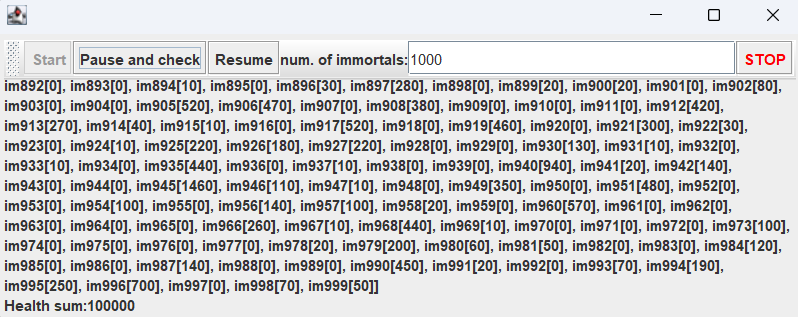 Start Pause and check Resume num. of immortals: 1000 STOP
im892[0], im893[0], im894[10], im895[0], im896[30], im897[280], im898[0], im899[20], im900[20], im901[0], im902[80],
im903[0], im904[0], im905[520], im906[470], im907[0], im908[380], im909[0], im910[0], im911[0], im912[420],
im913[270], im914[40], im915[10], im916[0], im917[520], im918[0], im919[460], im920[0], im921[300], im922[30],
im923[0], im924[10], im925[220], im926[180], im927[220], im928[0], im929[0], im930[130], im931[10], im932[0],
im933[10], im934[0], im935[440], im936[0], im937[10], im938[0], im939[0], im940[940], im941[20], im942[140],
im943[0], im944[0], im945[1460], im946[110], im947[10], im948[0], im949[350], im950[0], im951[480], im952[0],
im953[0], im954[100], im955[0], im956[140], im957[100], im958[20], im959[0], im960[570], im961[0], im962[0],
im963[0], im964[0], im965[0], im966[260], im967[10], im968[440], im969[10], im970[0], im971[0], im972[0], im973[100],
im974[0], im975[0], im976[0], im977[0], im978[20], im979[200], im980[60], im981[50], im982[0], im983[0], im984[120],
im985[0], im986[0], im987[140], im988[0], im989[0], im990[450], im991[20], im992[0], im993[70], im994[190],
im995[250], im996[700], im997[0], im998[70], im999[50]]
Health sum:100000